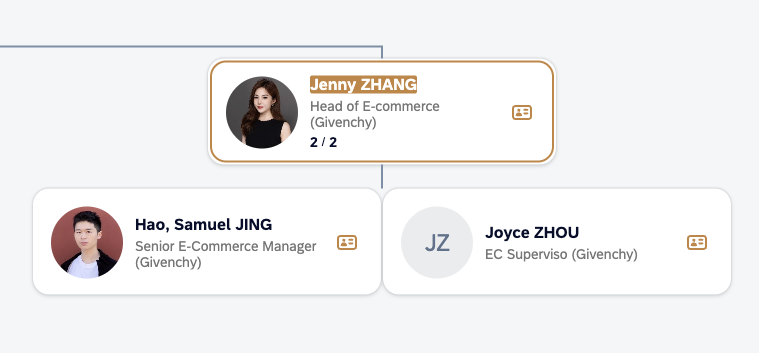 Jenny ZHANG
Head of E-commerce
(Givenchy)
2 / 2
Hao, Samuel JING
Senior E-Commerce Manager
(Givenchy)
JZ
Joyce ZHOU
EC Superviso (Givenchy)